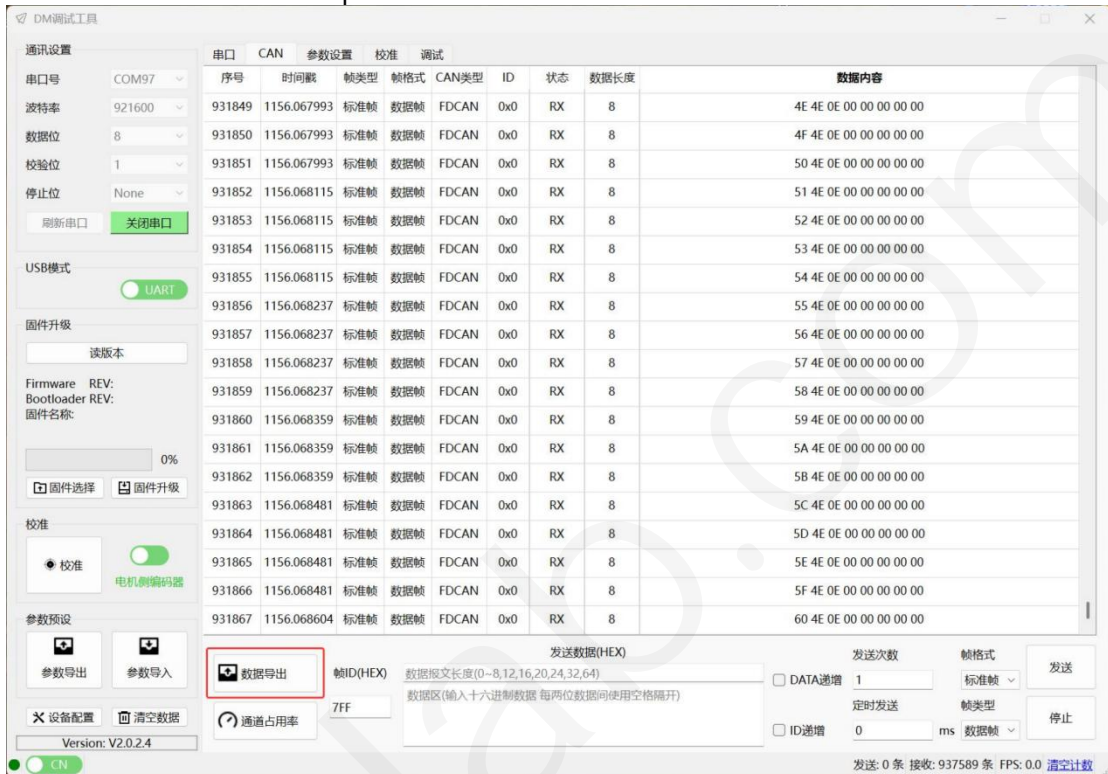 DM调试工具
通讯设置
串口号 COM97
波特率 921600
数据位 8
校验位 1
停止位 None
刷新串口 关闭串口
USB模式
UART
固件升级
读版本
Firmware REV:
Bootloader REV:
固件名称:
0%
固件选择 固件升级
校准
校准
电机侧编码器
参数预设
参数导出 参数导入
设备配置 清空数据
Version: V2.0.2.4
CN
串口 CAN 参数设置 校准 调试
序号 时间戳 帧类型 帧格式 CAN类型 ID 状态 数据长度 数据内容
931849 1156.067993 标准帧 数据帧 FDCAN 0x0 RX 8 4E 4E 0E 00 00 00 00 00
931850 1156.067993 标准帧 数据帧 FDCAN 0x0 RX 8 4F 4E 0E 00 00 00 00 00
931851 1156.067993 标准帧 数据帧 FDCAN 0x0 RX 8 50 4E 0E 00 00 00 00 00
931852 1156.068115 标准帧 数据帧 FDCAN 0x0 RX 8 51 4E 0E 00 00 00 00 00
931853 1156.068115 标准帧 数据帧 FDCAN 0x0 RX 8 52 4E 0E 00 00 00 00 00
931854 1156.068115 标准帧 数据帧 FDCAN 0x0 RX 8 53 4E 0E 00 00 00 00 00
931855 1156.068115 标准帧 数据帧 FDCAN 0x0 RX 8 54 4E 0E 00 00 00 00 00
931856 1156.068237 标准帧 数据帧 FDCAN 0x0 RX 8 55 4E 0E 00 00 00 00 00
931857 1156.068237 标准帧 数据帧 FDCAN 0x0 RX 8 56 4E 0E 00 00 00 00 00
931858 1156.068237 标准帧 数据帧 FDCAN 0x0 RX 8 57 4E 0E 00 00 00 00 00
931859 1156.068237 标准帧 数据帧 FDCAN 0x0 RX 8 58 4E 0E 00 00 00 00 00
931860 1156.068359 标准帧 数据帧 FDCAN 0x0 RX 8 59 4E 0E 00 00 00 00 00
931861 1156.068359 标准帧 数据帧 FDCAN 0x0 RX 8 5A 4E 0E 00 00 00 00 00
931862 1156.068359 标准帧 数据帧 FDCAN 0x0 RX 8 5B 4E 0E 00 00 00 00 00
931863 1156.068481 标准帧 数据帧 FDCAN 0x0 RX 8 5C 4E 0E 00 00 00 00 00
931864 1156.068481 标准帧 数据帧 FDCAN 0x0 RX 8 5D 4E 0E 00 00 00 00 00
931865 1156.068481 标准帧 数据帧 FDCAN 0x0 RX 8 5E 4E 0E 00 00 00 00 00
931866 1156.068481 标准帧 数据帧 FDCAN 0x0 RX 8 5F 4E 0E 00 00 00 00 00
931867 1156.068604 标准帧 数据帧 FDCAN 0x0 RX 8 60 4E 0E 00 00 00 00 00
发送数据(HEX) 发送次数 帧格式
数据导出 帧ID(HEX) 数据报文长度(0~8,12,16,20,24,32,64) DATA递增 1 标准帧 发送
数据区(输入十六进制数据 每两位数据间使用空格隔开)
7FF 定时发送 帧类型
通道占用率 ID递增 0 ms 数据帧 停止
发送: 0 条 接收: 937589 条 FPS: 0.0 清空计数